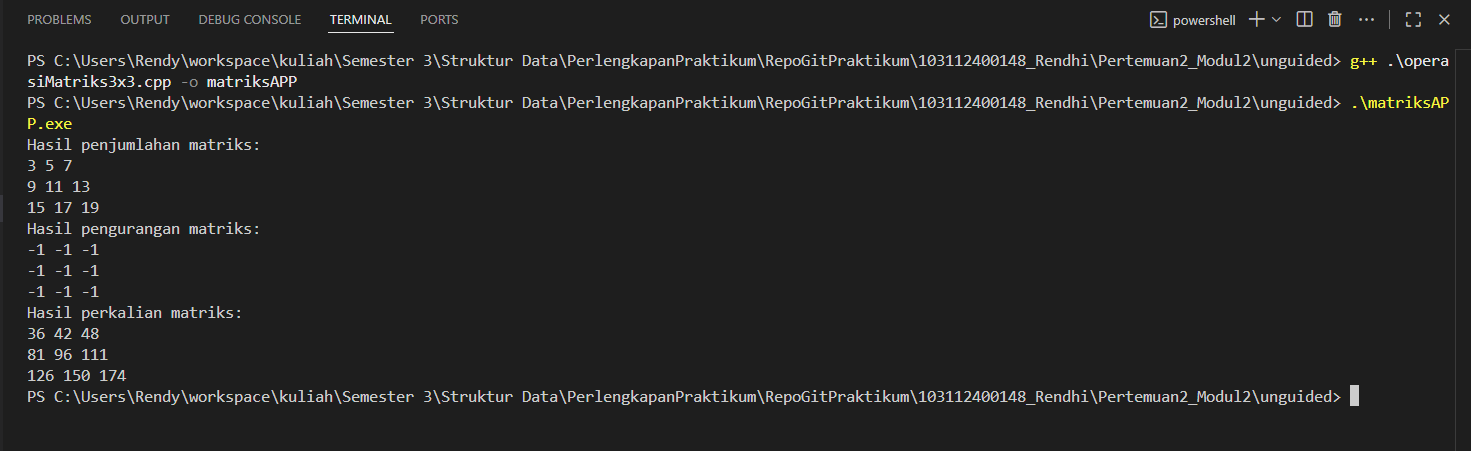 PROBLEMS OUTPUT DEBUG CONSOLE TERMINAL PORTS powershell
PS C:\Users\Rendy\workspace\kuliah\Semester 3\Struktur Data\PerlengkapanPraktikum\RepoGitPraktikum\103112400148_Rendhi\Pertemuan2_Modul2\unguided> g++ .\opera
siMatriks3x3.cpp -o matriksAPP
PS C:\Users\Rendy\workspace\kuliah\Semester 3\Struktur Data\PerlengkapanPraktikum\RepoGitPraktikum\103112400148_Rendhi\Pertemuan2_Modul2\unguided> .\matriksAP
P.exe
Hasil penjumlahan matriks:
3 5 7
9 11 13
15 17 19
Hasil pengurangan matriks:
-1 -1 -1
-1 -1 -1
-1 -1 -1
Hasil perkalian matriks:
36 42 48
81 96 111
126 150 174
PS C:\Users\Rendy\workspace\kuliah\Semester 3\Struktur Data\PerlengkapanPraktikum\RepoGitPraktikum\103112400148_Rendhi\Pertemuan2_Modul2\unguided>